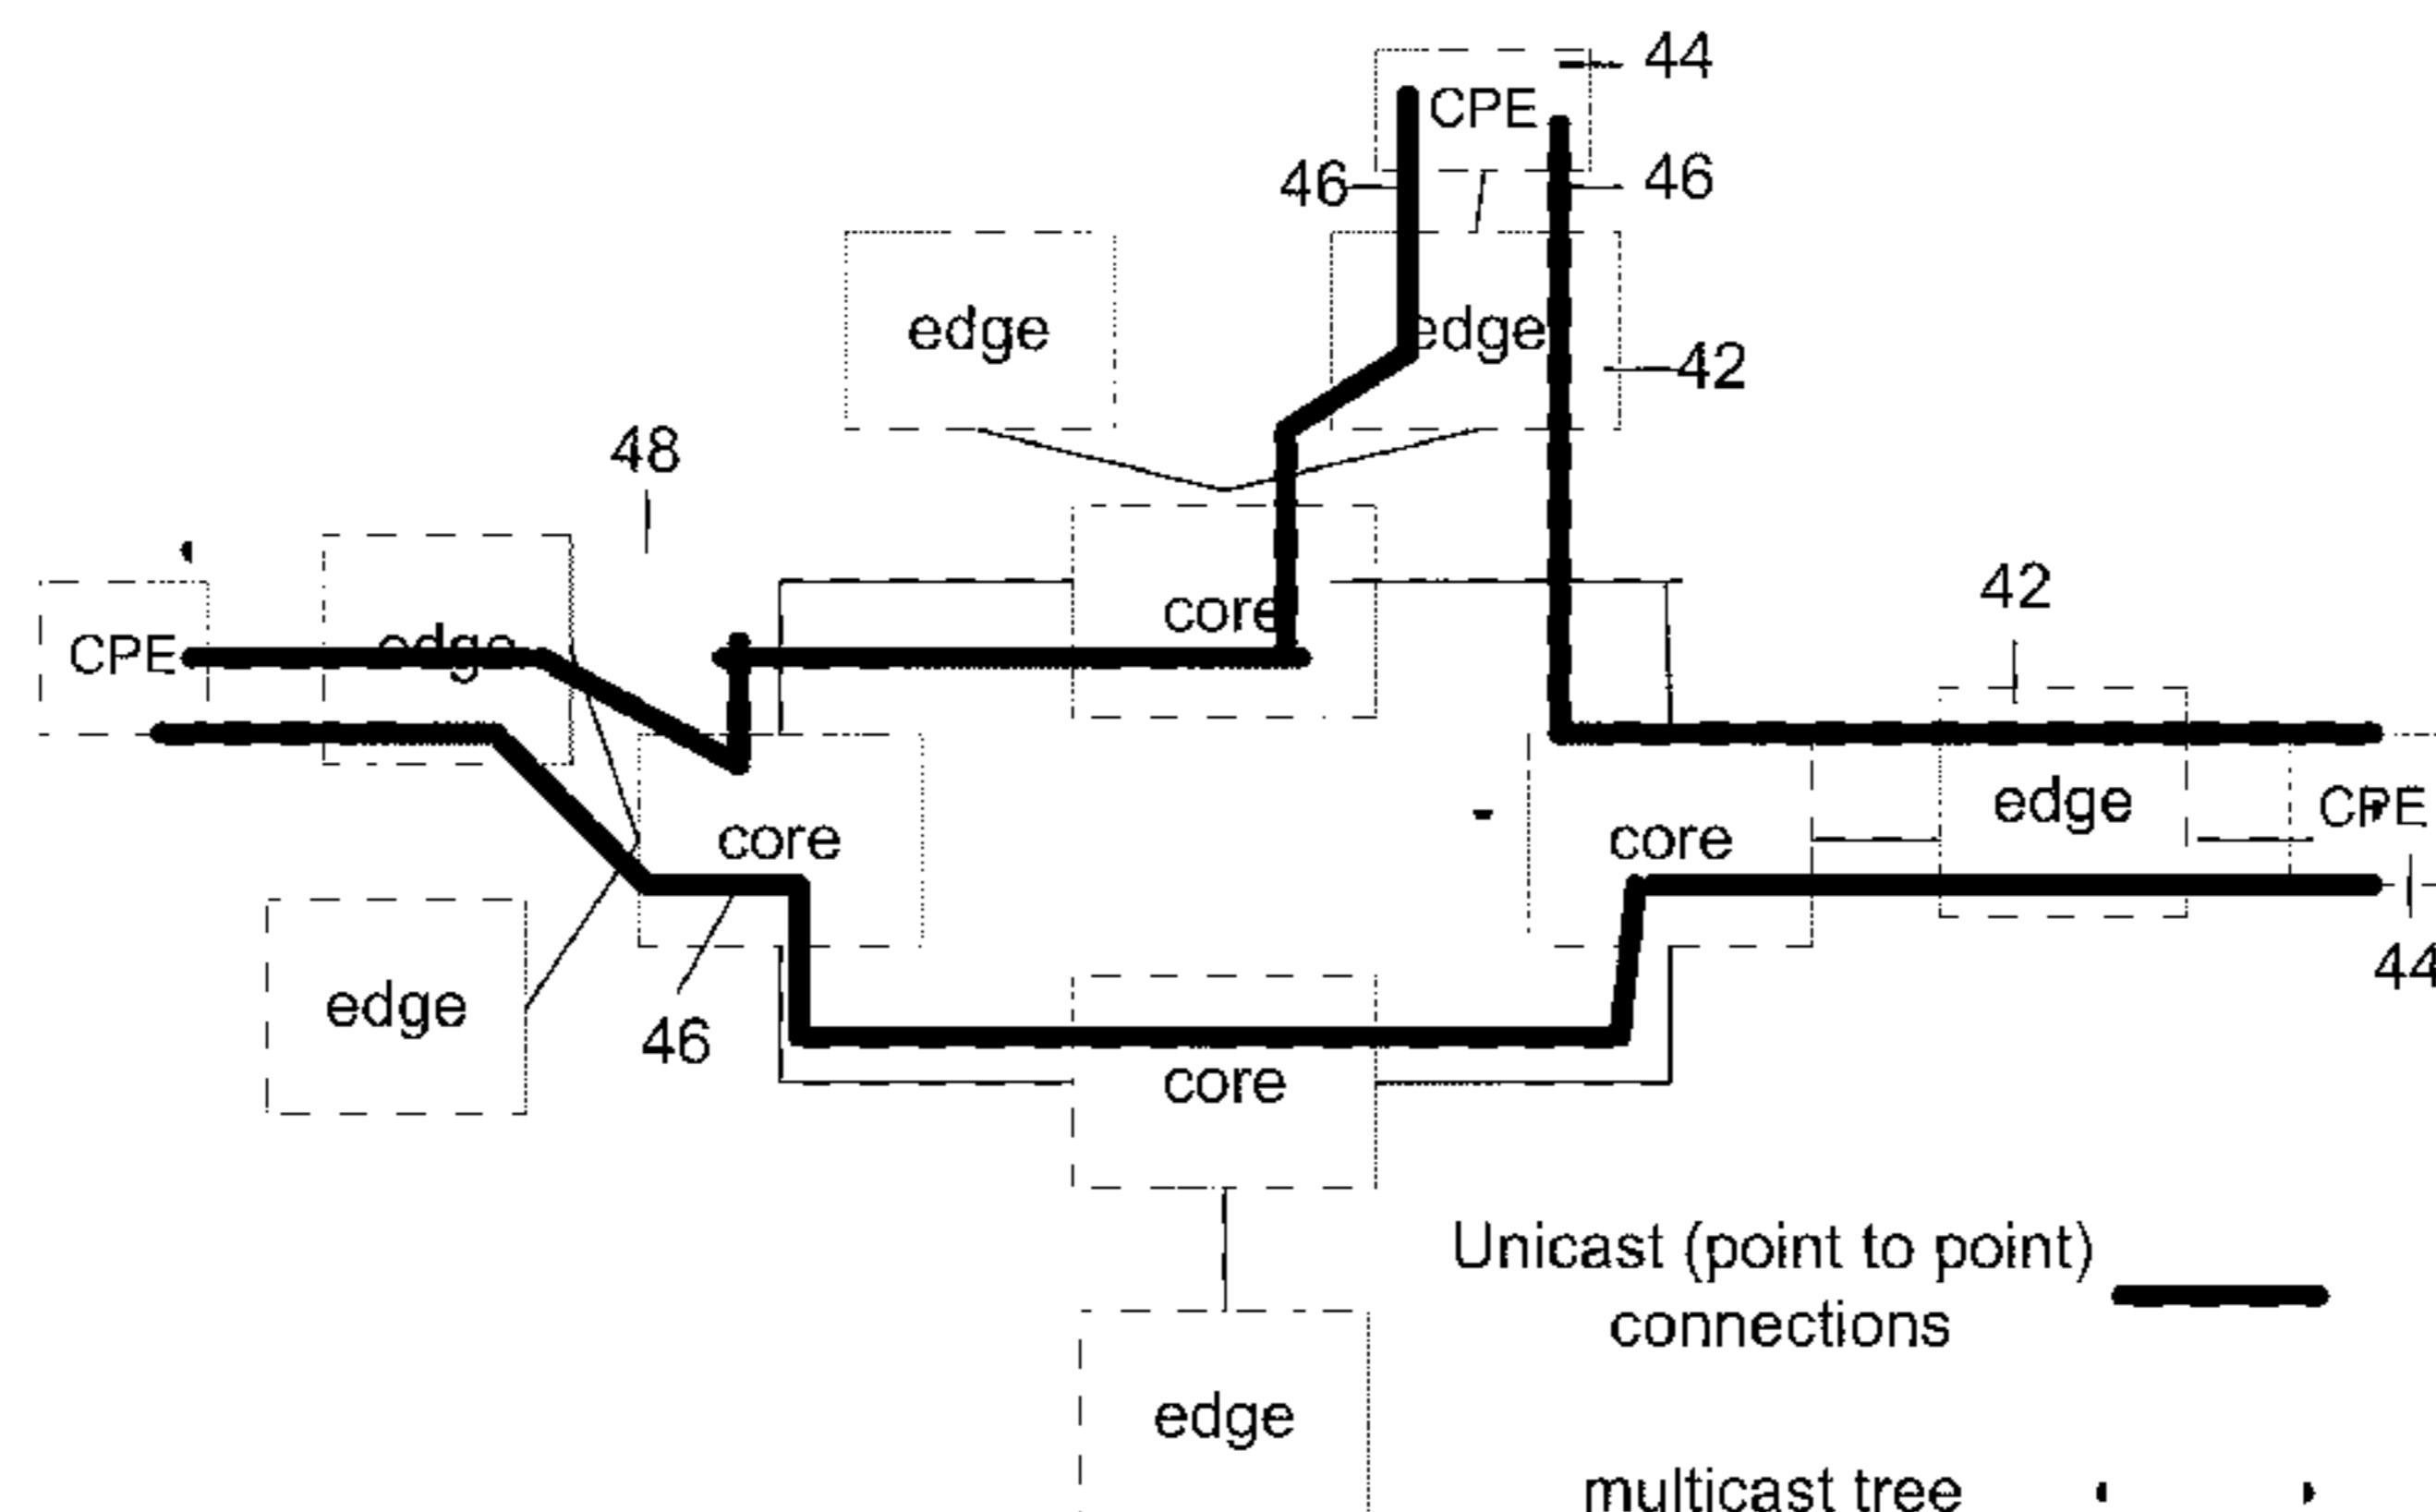 44
CPE
46
46
edge
edge
42
48
core
42
CPE
edge
core
core
edge
CPE
44
edge
46
core
Unicast (point to point)
connections
edge
multicast tree